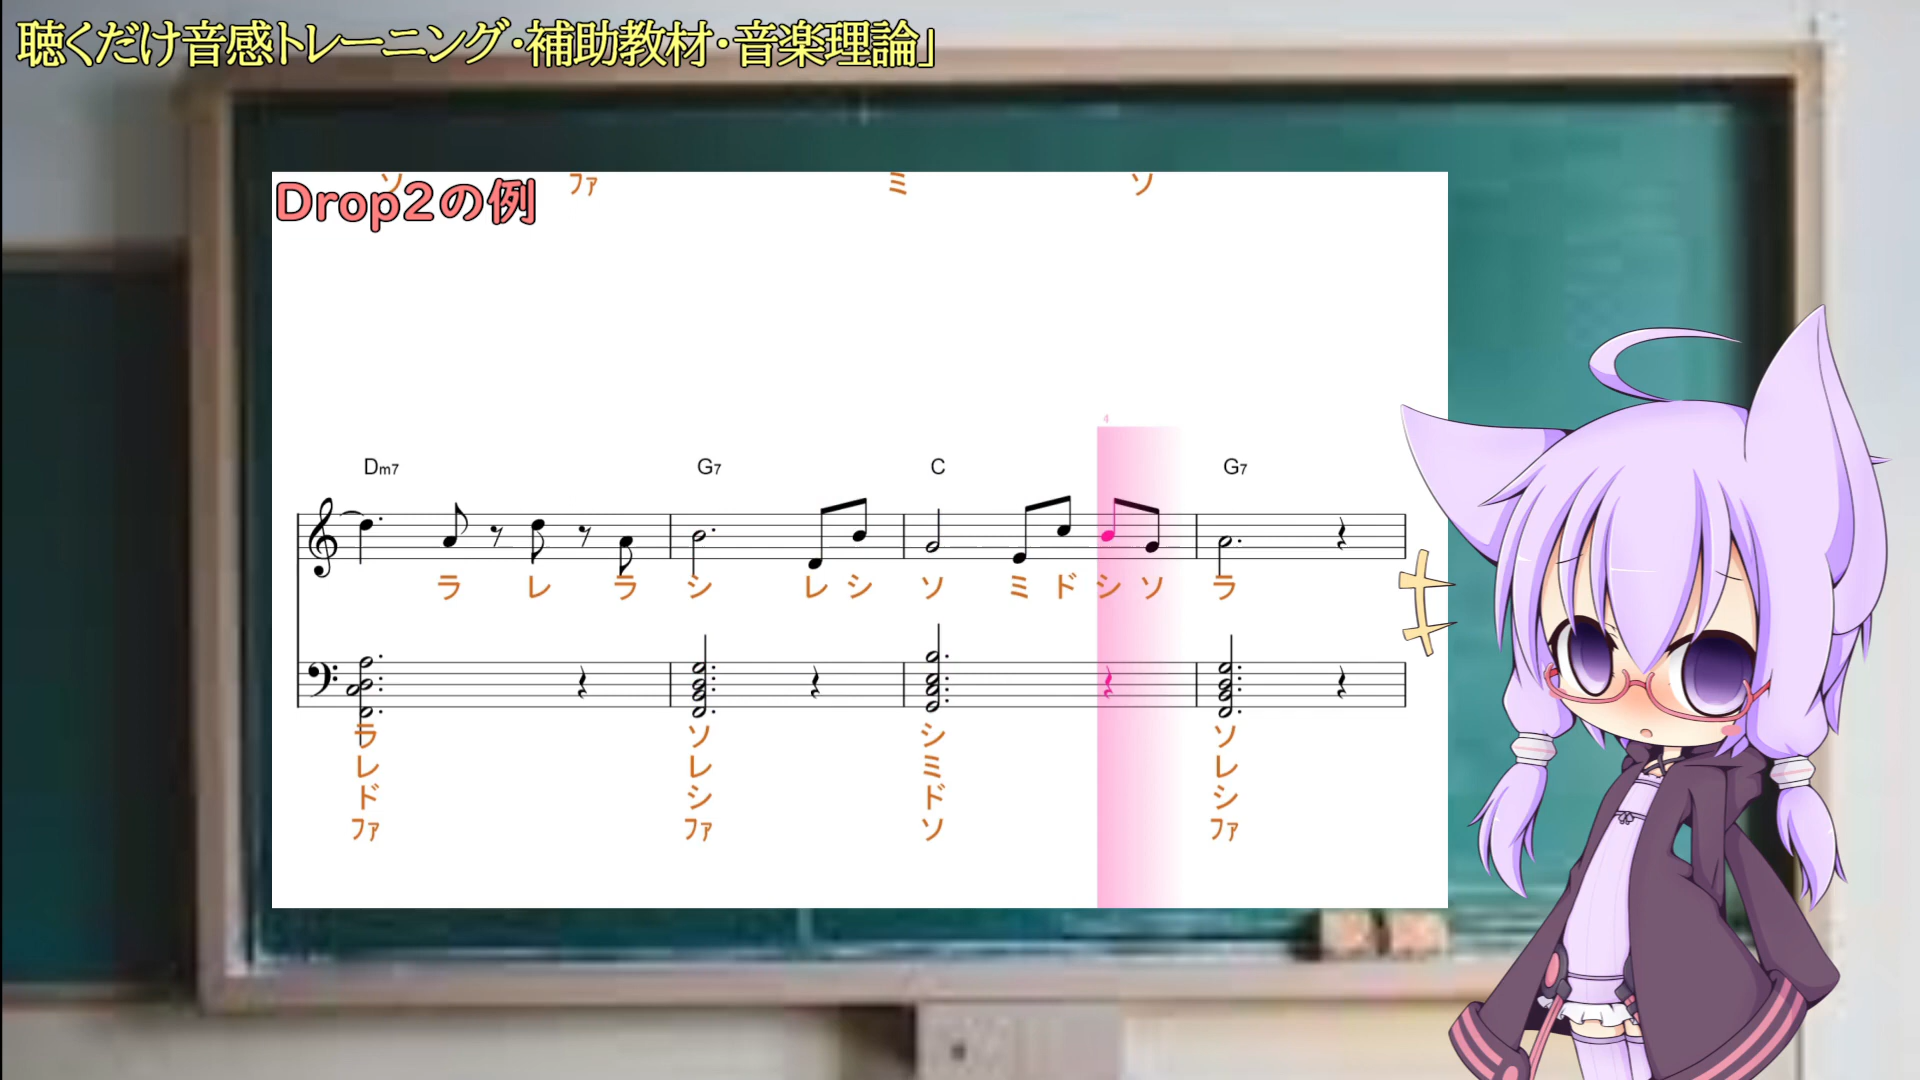 聴くだけ音感トレーニング・補助教材・音楽理論」
ソ ファ ミ ソ
Drop2の例
4
Dm7 G7 C G7
ラ レ ラ シ レ シ ソ ミ ド シ ソ ラ
ラ ソ シ ソ
レ レ ミ レ
ド シ ド シ
ファ ファ ソ ファ